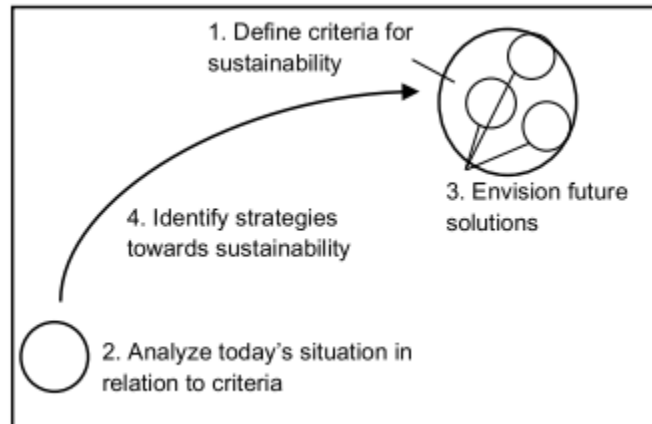 1. Define criteria for
sustainability
3. Envision future
solutions
4. Identify strategies
towards sustainability
2. Analyze today's situation in
relation to criteria